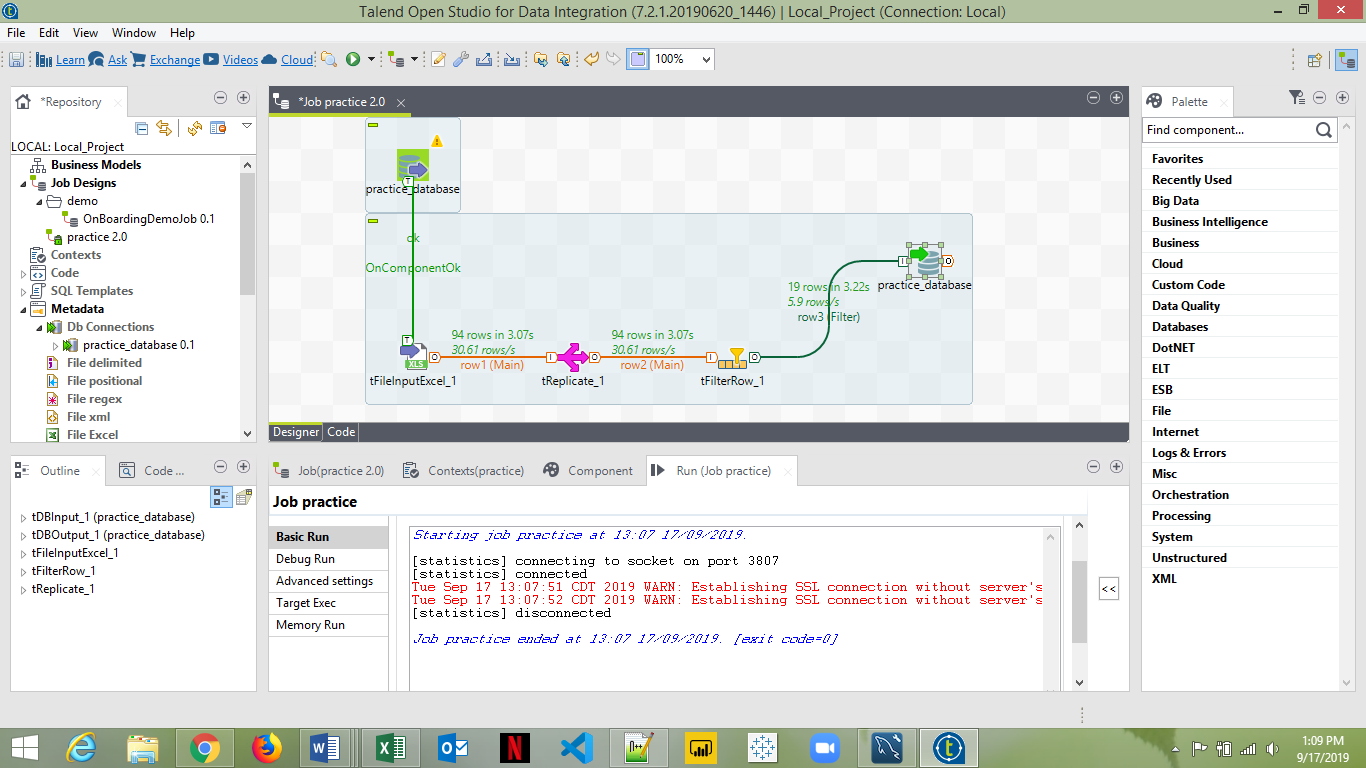 Talend Open Studio for Data Integration (7.2.1.20190620_1446) | Local_Project (Connection: Local)
File Edit View Window Help
Learn Ask Exchange Videos Cloud 100%
*Repository
LOCAL: Local_Project
Business Models
Job Designs
demo
OnBoardingDemoJob 0.1
practice 2.0
Contexts
Code
SQL Templates
Metadata
Db Connections
practice_database 0.1
File delimited
File positional
File regex
File xml
File Excel
*Job practice 2.0
practice_database
ok
OnComponentOk
practice_database
19 rows in 3.22s
5.9 rows/s
row3 (Filter)
94 rows in 3.07s
30.61 rows/s
row1 (Main)
94 rows in 3.07s
30.61 rows/s
row2 (Main)
tFileInputExcel_1
tReplicate_1
tFilterRow_1
Designer Code
Palette
Find component...
Favorites
Recently Used
Big Data
Business Intelligence
Business
Cloud
Custom Code
Data Quality
Databases
DotNET
ELT
ESB
File
Internet
Logs & Errors
Misc
Orchestration
Processing
System
Unstructured
XML
Outline Code ...
tDBInput_1 (practice_database)
tDBOutput_1 (practice_database)
tFileInputExcel_1
tFilterRow_1
tReplicate_1
Job(practice 2.0) Contexts(practice) Component Run (Job practice)
Job practice
Basic Run
Debug Run
Advanced settings
Target Exec
Memory Run
Starting job practice at 13:07 17/09/2019.
[statistics] connecting to socket on port 3807
[statistics] connected
Tue Sep 17 13:07:51 CDT 2019 WARN: Establishing SSL connection without server's
Tue Sep 17 13:07:52 CDT 2019 WARN: Establishing SSL connection without server's
[statistics] disconnected
Job practice ended at 13:07 17/09/2019. [exit code=0]
<<
1:09 PM
9/17/2019